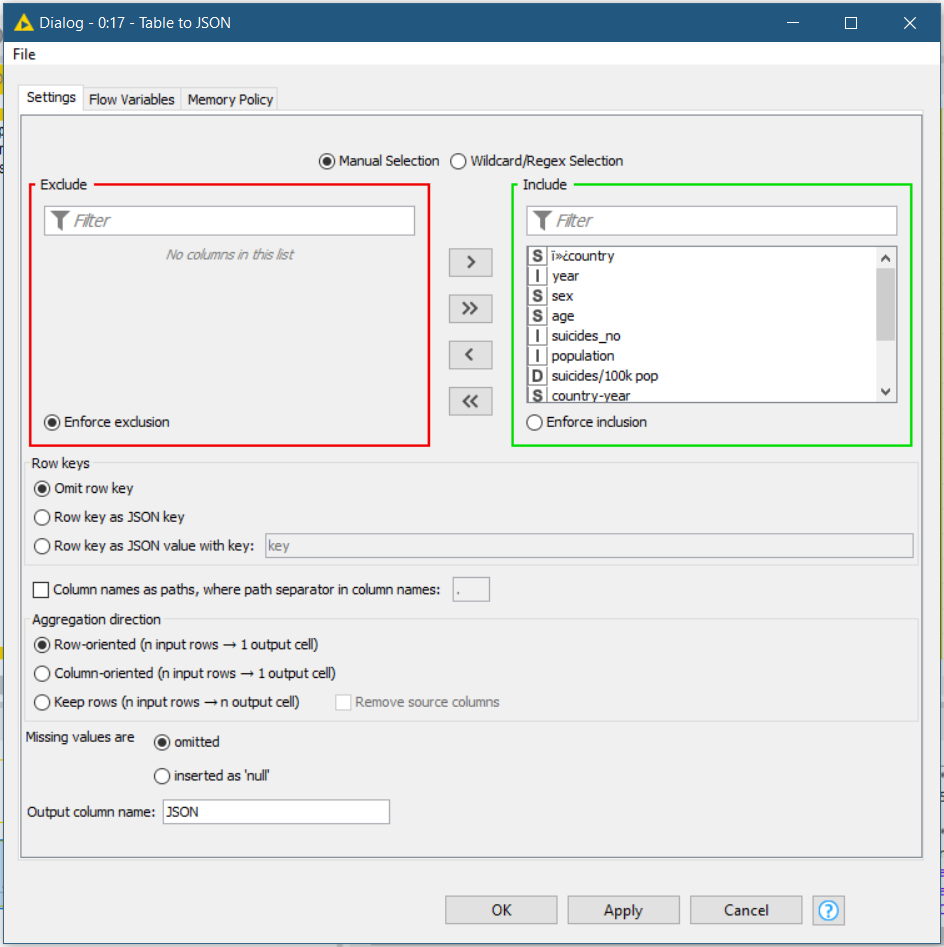 Dialog - 0:17 - Table to JSON
File
Settings Flow Variables Memory Policy
Manual Selection Wildcard/Regex Selection
Exclude
Include
Filter
Filter
No columns in this list
S ï»¿country
I year
S sex
S age
I suicides_no
I population
D suicides/100k pop
S country-year
>
>>
<
<<
Enforce exclusion
Enforce inclusion
Row keys
Omit row key
Row key as JSON key
Row key as JSON value with key: key
Column names as paths, where path separator in column names: .
Aggregation direction
Row-oriented (n input rows → 1 output cell)
Column-oriented (n input rows → 1 output cell)
Keep rows (n input rows → n output cell) Remove source columns
Missing values are
omitted
inserted as 'null'
Output column name: JSON
OK Apply Cancel ?